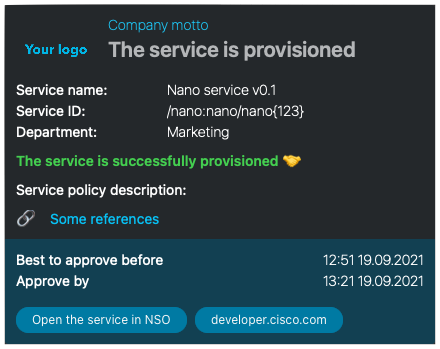 Company motto
Your logo
The service is provisioned
Service name: Nano service v0.1
Service ID: /nano:nano/nano{123}
Department: Marketing
The service is successfully provisioned 🤝
Service policy description:
🔗 Some references
Best to approve before 12:51 19.09.2021
Approve by 13:21 19.09.2021
Open the service in NSO developer.cisco.com